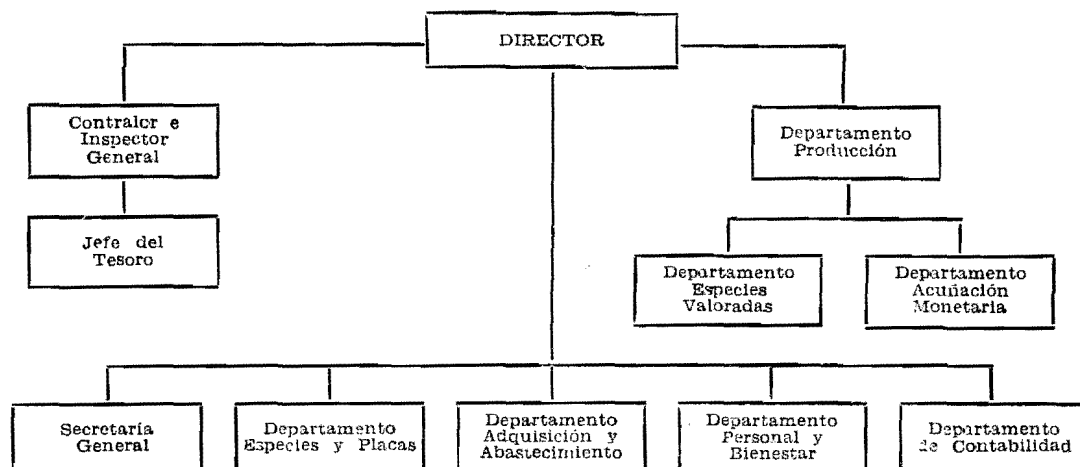 DIRECTOR
Contralor e
Inspector
General
Departamento
Producción
Jefe del
Tesoro
Departamento
Especies
Valoradas
Departamento
Acuñación
Monetaria
Secretaría
General
Departamento
Especies y Placas
Departamento
Adquisición y
Abastecimiento
Departamento
Personal y
Bienestar
Departamento
de Contabilidad